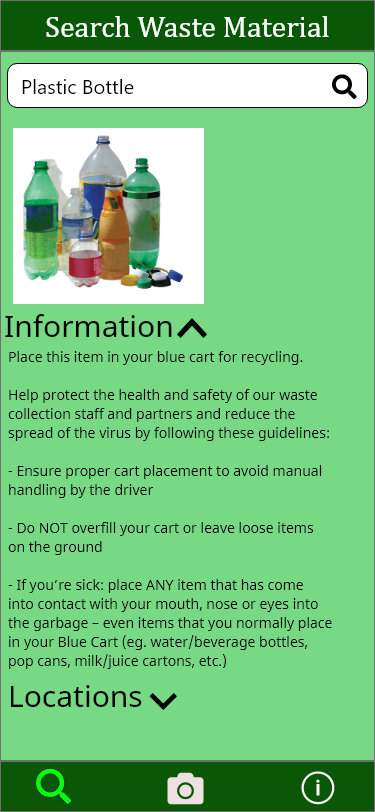 Search Waste Material
Plastic Bottle
Information
Place this item in your blue cart for recycling.
Help protect the health and safety of our waste
collection staff and partners and reduce the
spread of the virus by following these guidelines:
- Ensure proper cart placement to avoid manual
handling by the driver
- Do NOT overfill your cart or leave loose items
on the ground
- If you’re sick: place ANY item that has come
into contact with your mouth, nose or eyes into
the garbage – even items that you normally place
in your Blue Cart (eg. water/beverage bottles,
pop cans, milk/juice cartons, etc.)
Locations